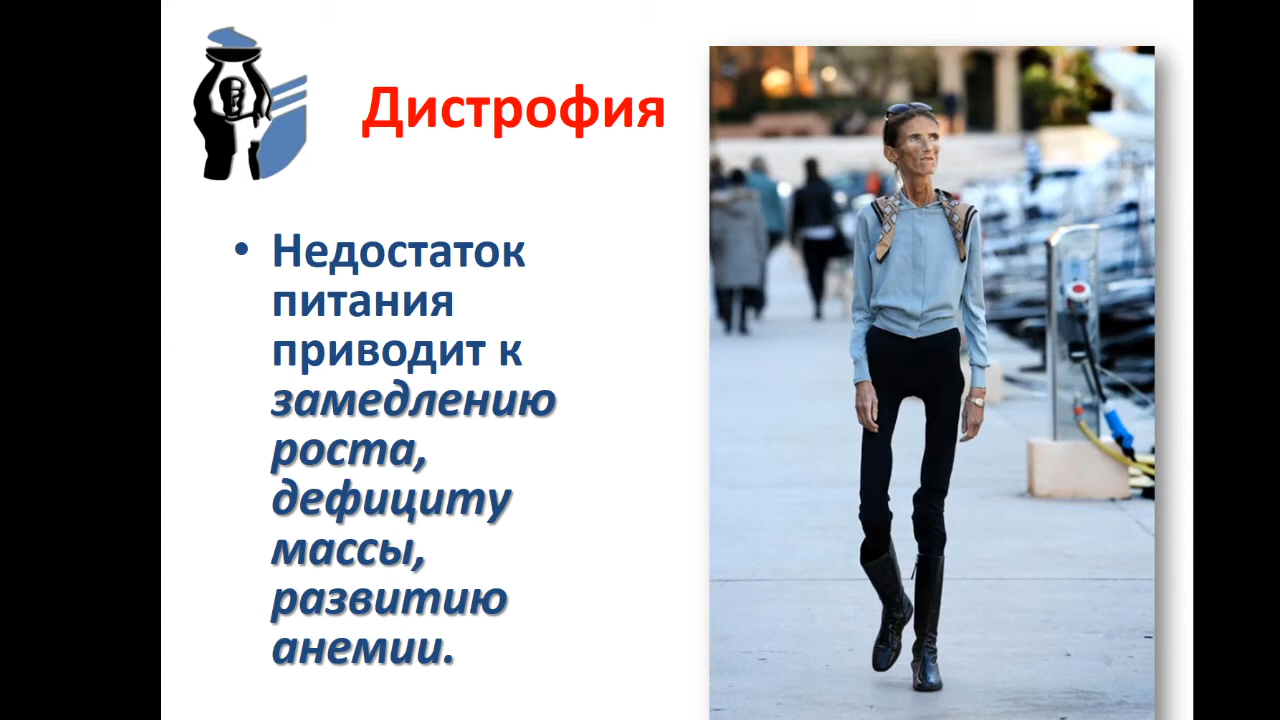 Дистрофия
• Недостаток
питания
приводит к
замедлению
роста,
дефициту
массы,
развитию
анемии.